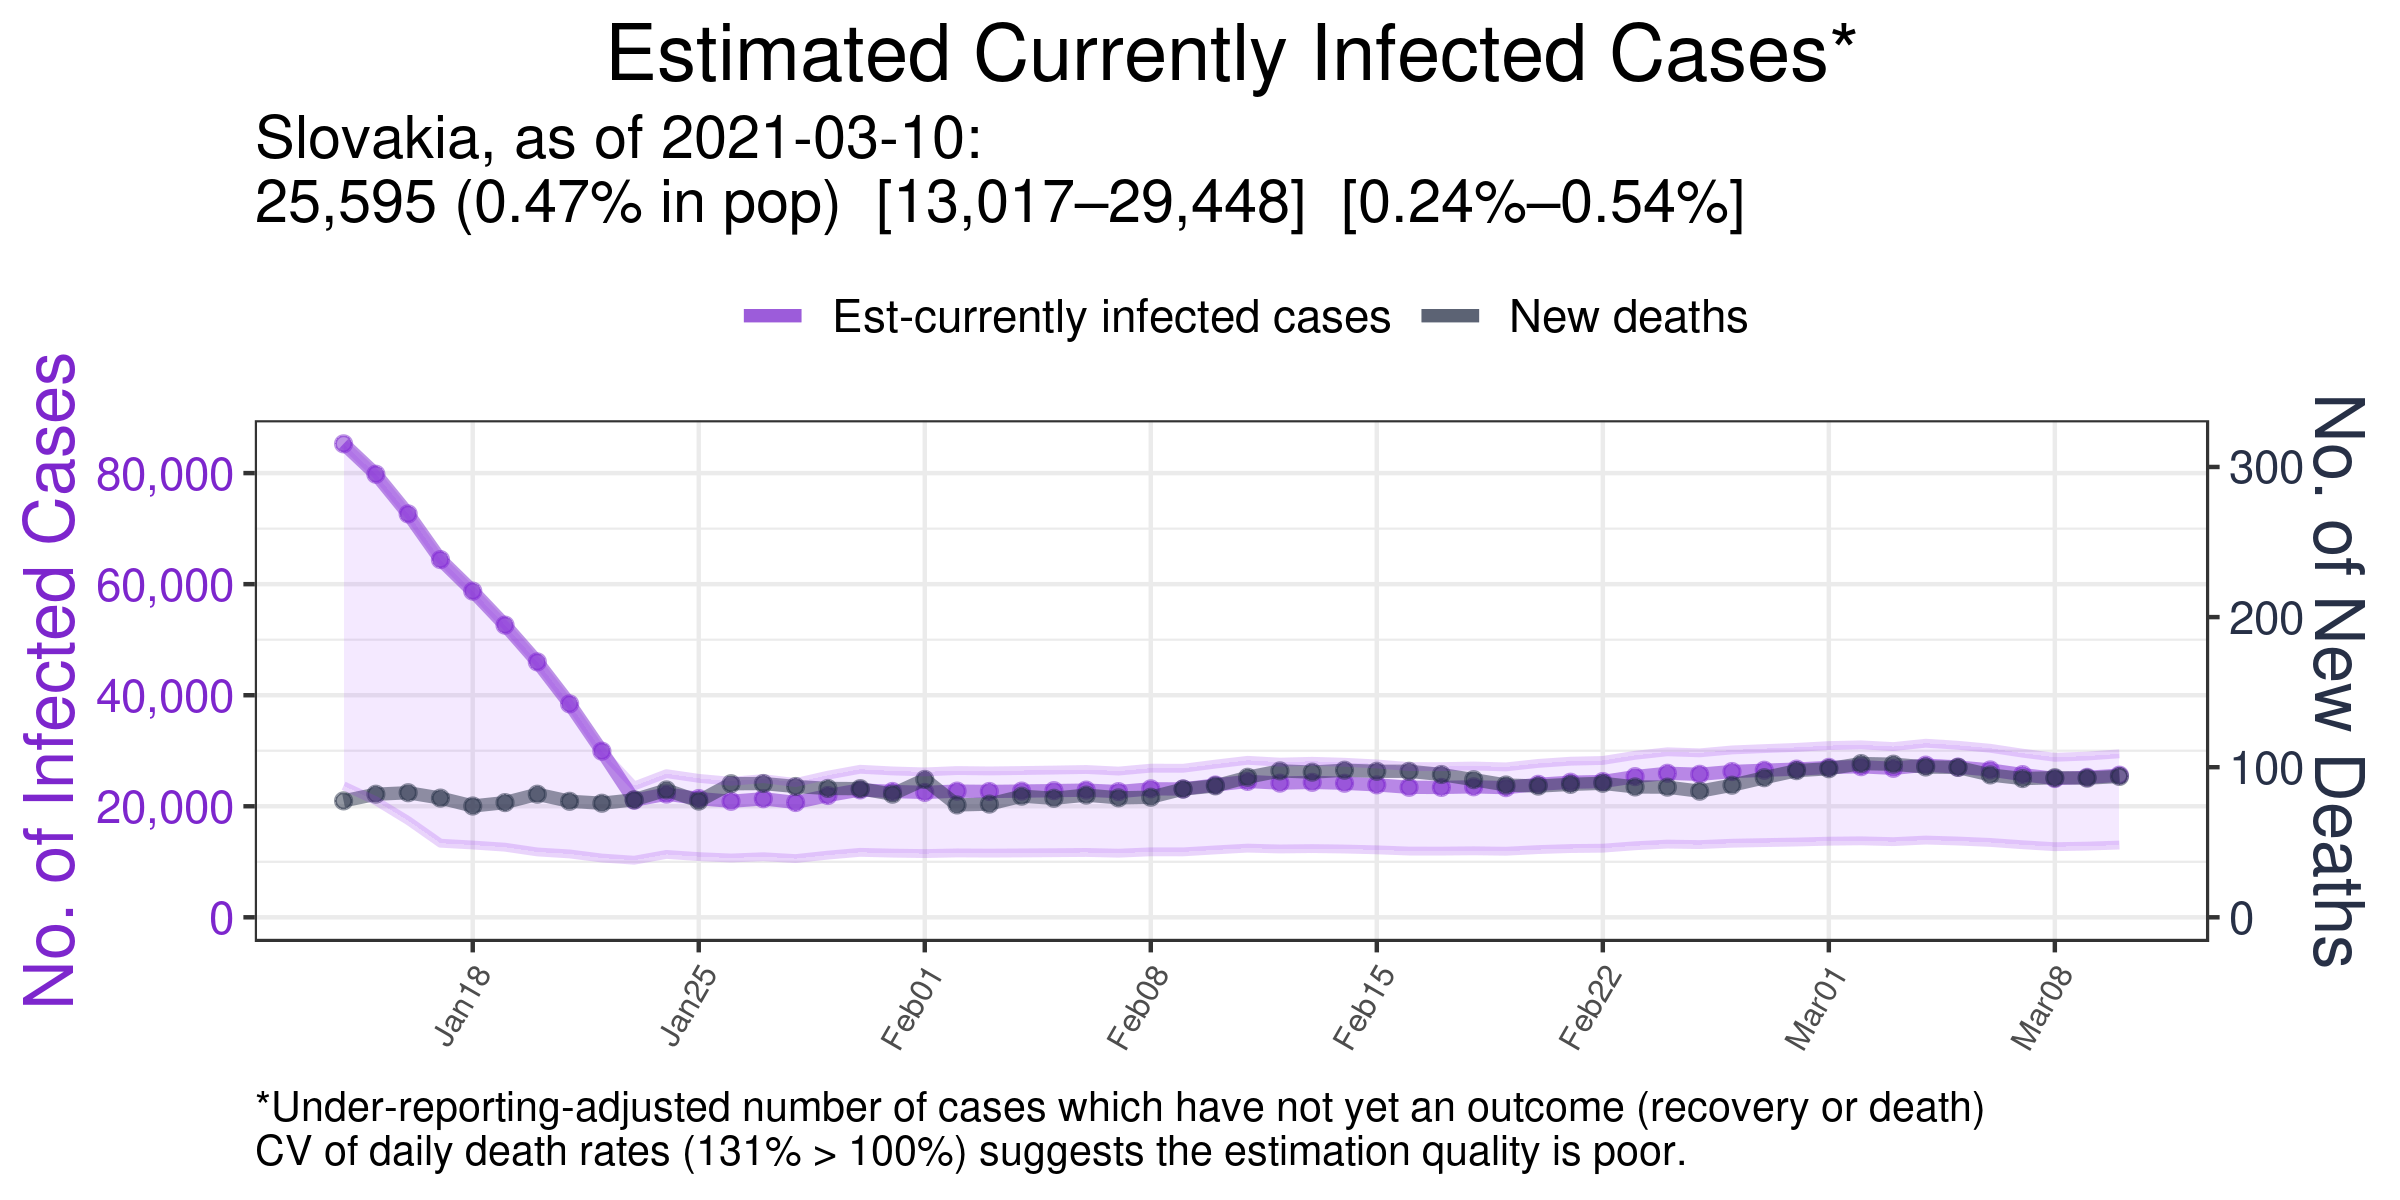 Estimated Currently Infected Cases*
Slovakia, as of 2021-03-10:
25,595 (0.47% in pop)  [13,017–29,448]  [0.24%–0.54%]
Est-currently infected cases
New deaths
No. of Infected Cases
80,000
60,000
40,000
20,000
0
300
200
100
0
No. of New Deaths
Jan18
Jan25
Feb01
Feb08
Feb15
Feb22
Mar01
Mar08
*Under-reporting-adjusted number of cases which have not yet an outcome (recovery or death)
CV of daily death rates (131% > 100%) suggests the estimation quality is poor.